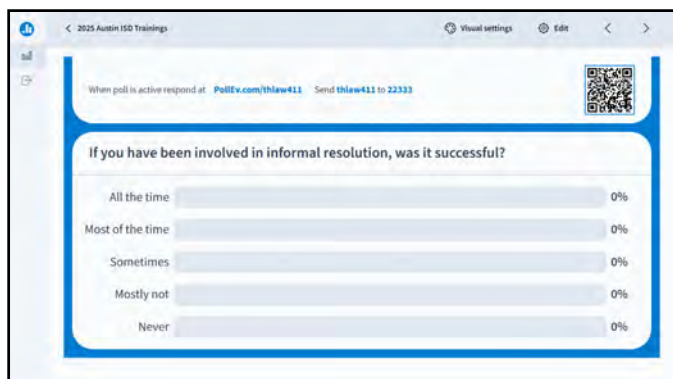 2025 Austin ISD Trainings Visual settings Edit
When poll is active respond at PollEv.com/thlaw411 Send thlaw411 to 22333
If you have been involved in informal resolution, was it successful?
All the time 0%
Most of the time 0%
Sometimes 0%
Mostly not 0%
Never 0%